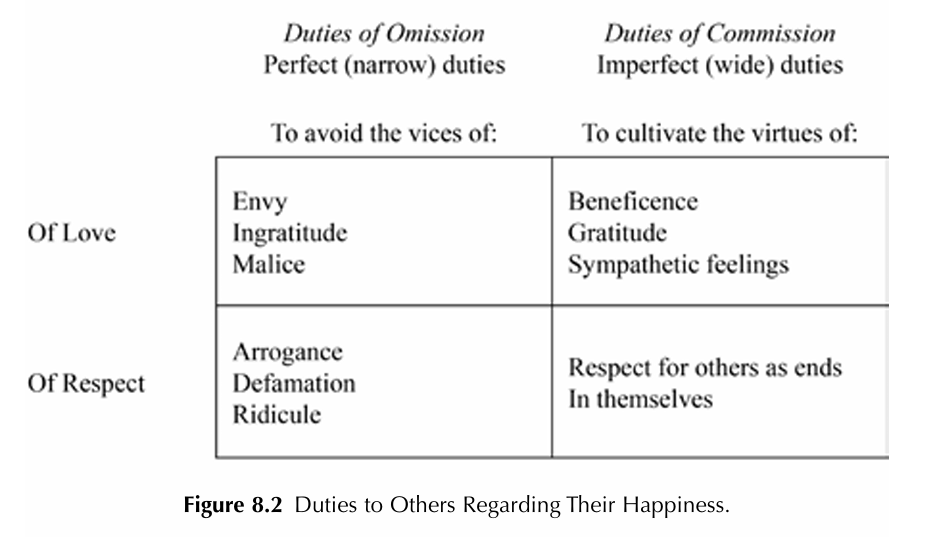 Duties of Omission
Perfect (narrow) duties
Duties of Commission
Imperfect (wide) duties
To avoid the vices of:
To cultivate the virtues of:
Of Love
Envy
Ingratitude
Malice
Beneficence
Gratitude
Sympathetic feelings
Of Respect
Arrogance
Defamation
Ridicule
Respect for others as ends
In themselves
Figure 8.2 Duties to Others Regarding Their Happiness.